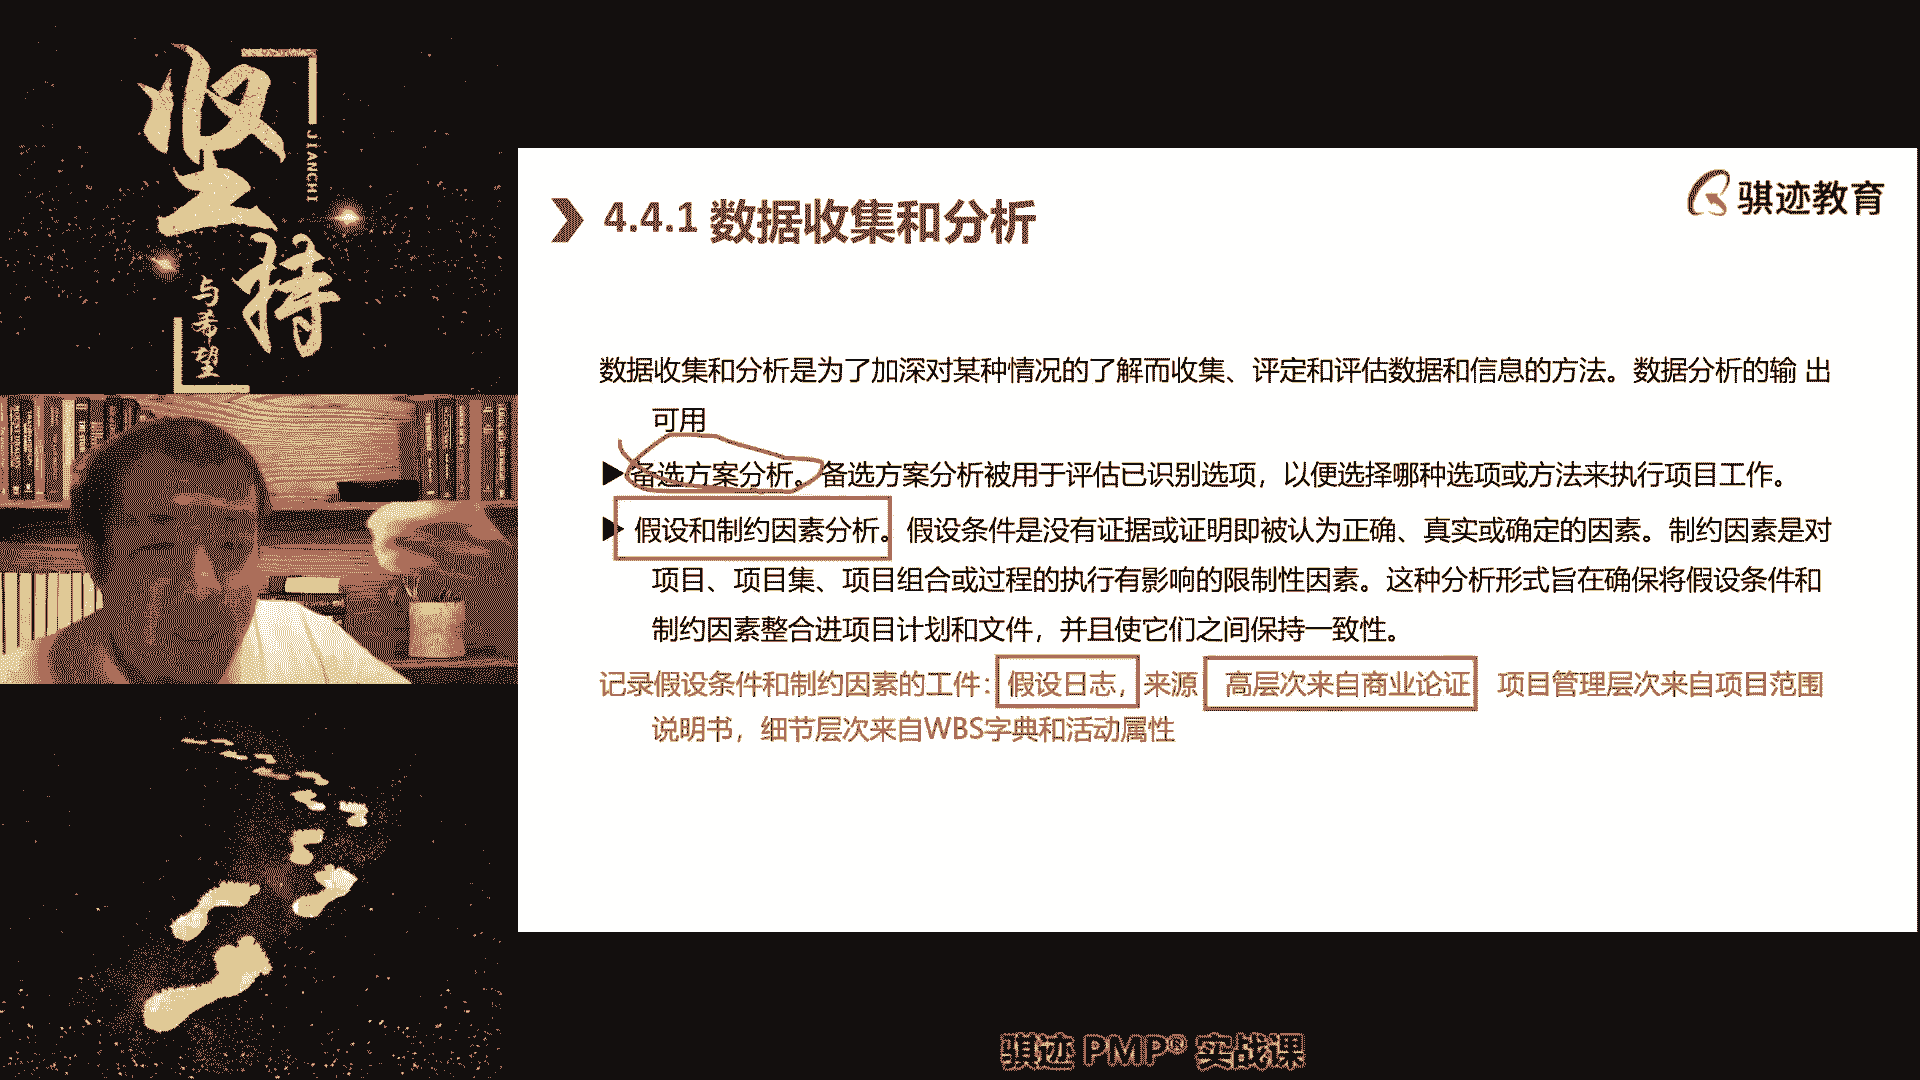 坚持
JIANCHI
与希望
骐迹教育
4.4.1 数据收集和分析
数据收集和分析是为了加深对某种情况的了解而收集、评定和评估数据和信息的方法。数据分析的输 出
可用
备选方案分析。备选方案分析被用于评估已识别选项，以便选择哪种选项或方法来执行项目工作。
假设和制约因素分析。假设条件是没有证据或证明即被认为正确、真实或确定的因素。制约因素是对
项目、项目集、项目组合或过程的执行有影响的限制性因素。这种分析形式旨在确保将假设条件和
制约因素整合进项目计划和文件，并且使它们之间保持一致性。
记录假设条件和制约因素的工件：假设日志，来源 高层次来自商业论证 项目管理层次来自项目范围
说明书，细节层次来自WBS字典和活动属性
骐迹 PMP® 实战课